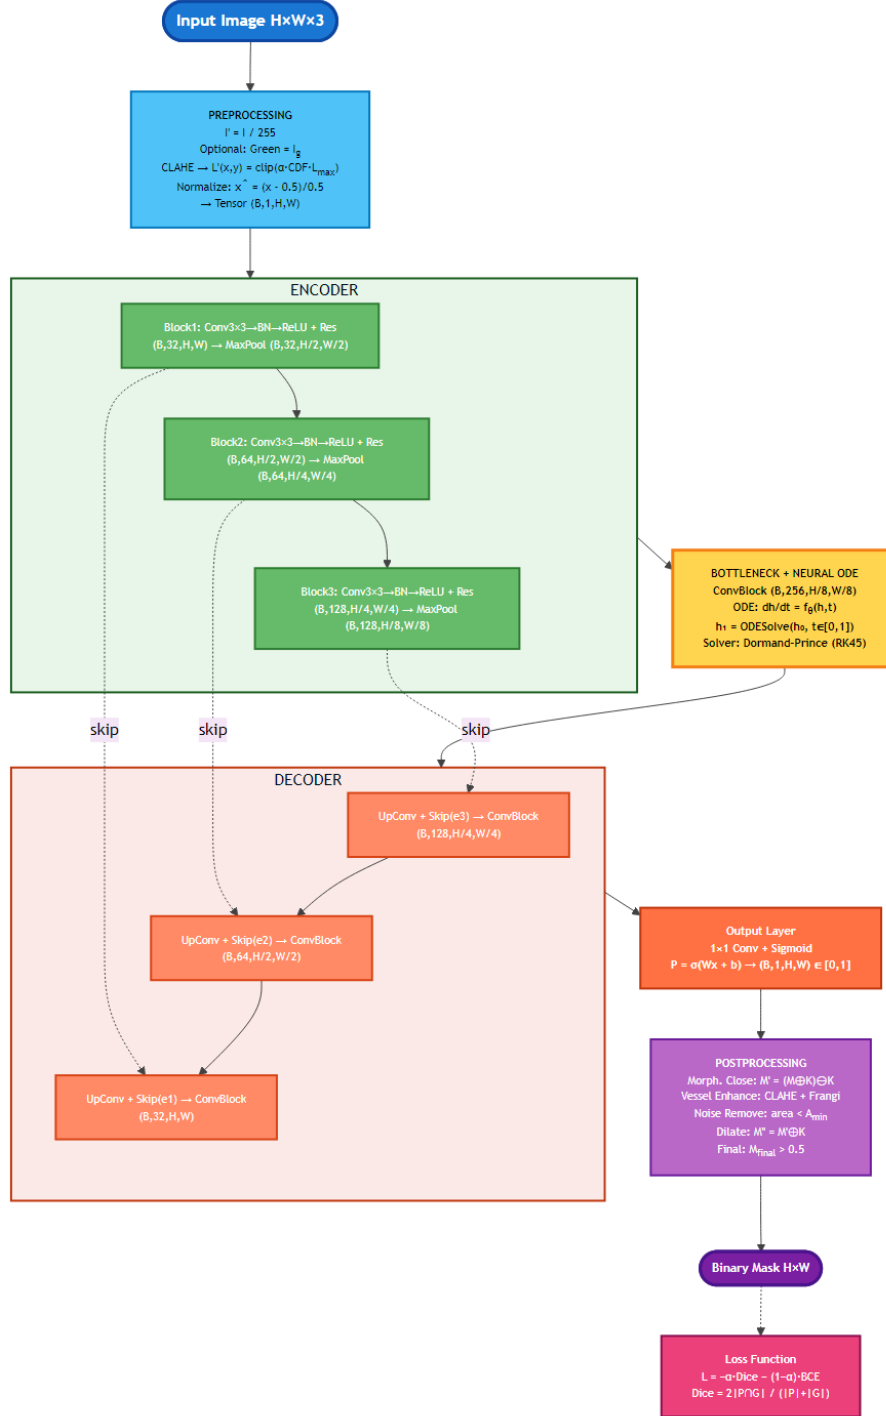 Input Image H×W×3
PREPROCESSING
I' = I / 255
Optional: Green = I_g
CLAHE → L'(x,y) = clip(α·CDF·L_max)
Normalize: xˆ = (x - 0.5)/0.5
→ Tensor (B,1,H,W)
ENCODER
Block1: Conv3×3→BN→ReLU + Res
(B,32,H,W) → MaxPool (B,32,H/2,W/2)
Block2: Conv3×3→BN→ReLU + Res
(B,64,H/2,W/2) → MaxPool
(B,64,H/4,W/4)
Block3: Conv3×3→BN→ReLU + Res
(B,128,H/4,W/4) → MaxPool
(B,128,H/8,W/8)
BOTTLENECK + NEURAL ODE
ConvBlock (B,256,H/8,W/8)
ODE: dh/dt = f_θ(h,t)
h₁ = ODESolve(h₀, t∈[0,1])
Solver: Dormand-Prince (RK45)
skip
skip
skip
DECODER
UpConv + Skip(e3) → ConvBlock
(B,128,H/4,W/4)
UpConv + Skip(e2) → ConvBlock
(B,64,H/2,W/2)
UpConv + Skip(e1) → ConvBlock
(B,32,H,W)
Output Layer
1×1 Conv + Sigmoid
P = σ(Wx + b) → (B,1,H,W) ∈ [0,1]
POSTPROCESSING
Morph. Close: M' = (M⊕K)⊖K
Vessel Enhance: CLAHE + Frangi
Noise Remove: area < A_min
Dilate: M" = M'⊕K
Final: M_final > 0.5
Binary Mask H×W
Loss Function
L = −α·Dice − (1−α)·BCE
Dice = 2|P∩G| / (|P|+|G|)